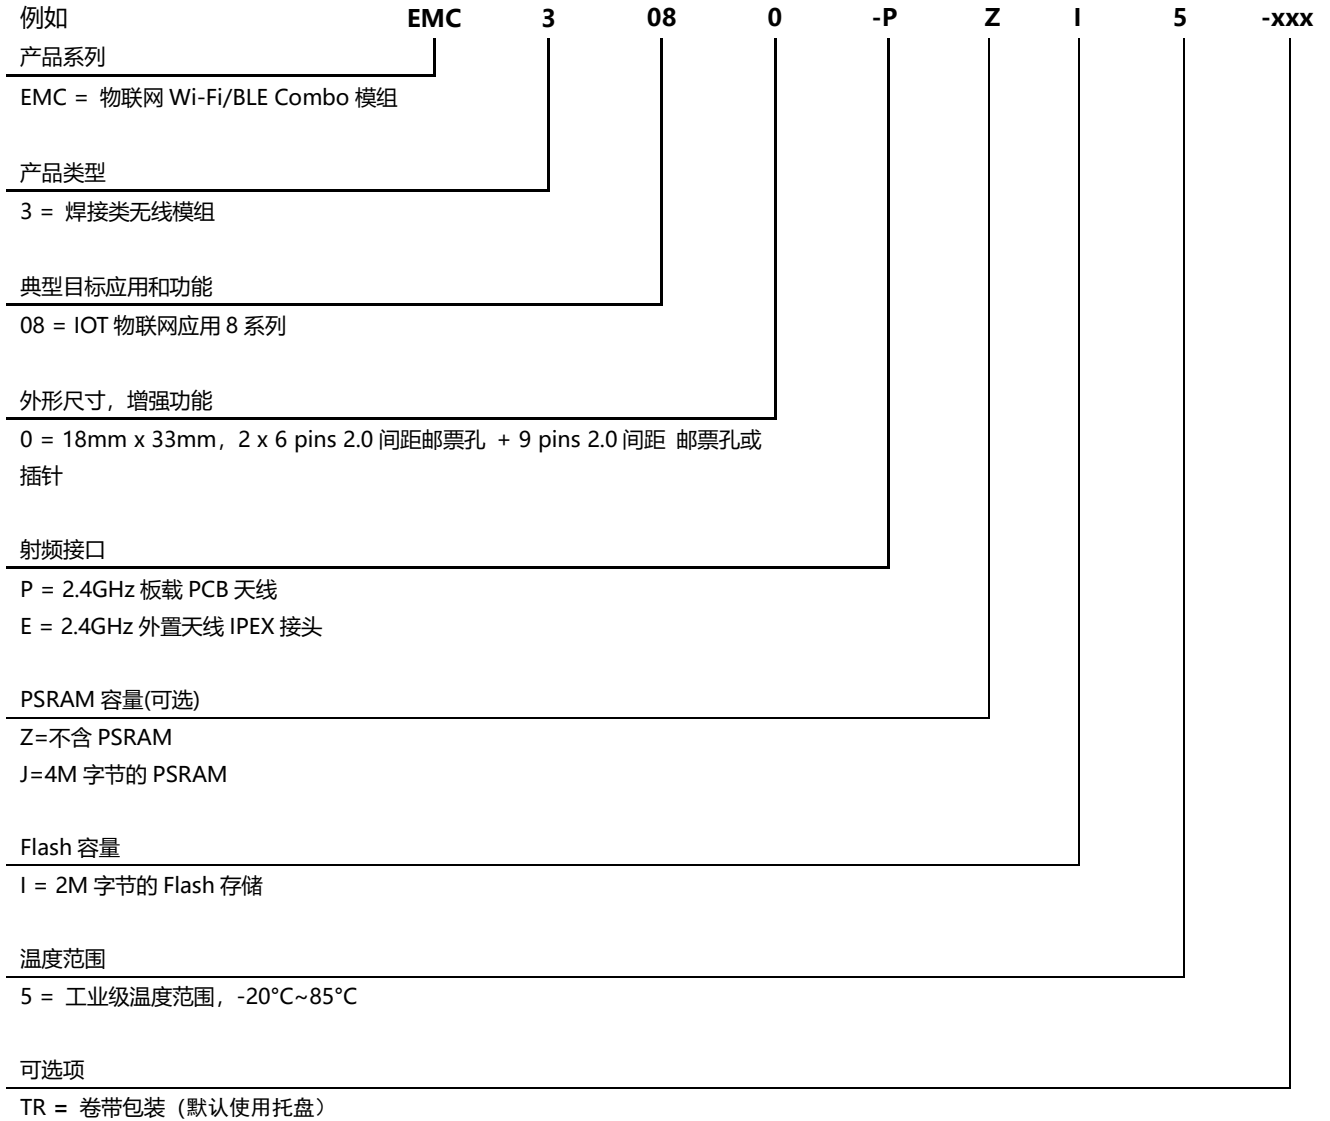 例如 EMC 3 08 0 -P Z I 5 -xxx
产品系列
EMC = 物联网 Wi-Fi/BLE Combo 模组
产品类型
3 = 焊接类无线模组
典型目标应用和功能
08 = IOT 物联网应用 8 系列
外形尺寸，增强功能
0 = 18mm x 33mm，2 x 6 pins 2.0 间距邮票孔 + 9 pins 2.0 间距 邮票孔或
插针
射频接口
P = 2.4GHz 板载 PCB 天线
E = 2.4GHz 外置天线 IPEX 接头
PSRAM 容量(可选)
Z=不含 PSRAM
J=4M 字节的 PSRAM
Flash 容量
I = 2M 字节的 Flash 存储
温度范围
5 = 工业级温度范围，-20°C~85°C
可选项
TR = 卷带包装（默认使用托盘）